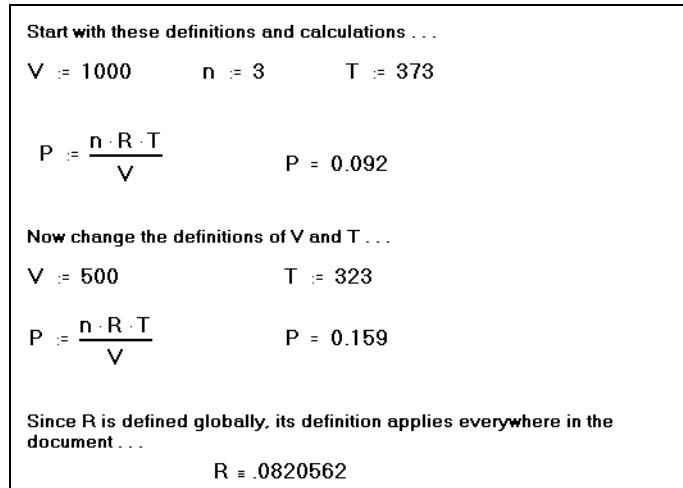 Start with these definitions and calculations . . .
V := 1000 n := 3 T := 373
P := n · R · T / V P = 0.092
Now change the definitions of V and T . . .
V := 500 T := 323
P := n · R · T / V P = 0.159
Since R is defined globally, its definition applies everywhere in the
document . . .
R ≡ .0820562